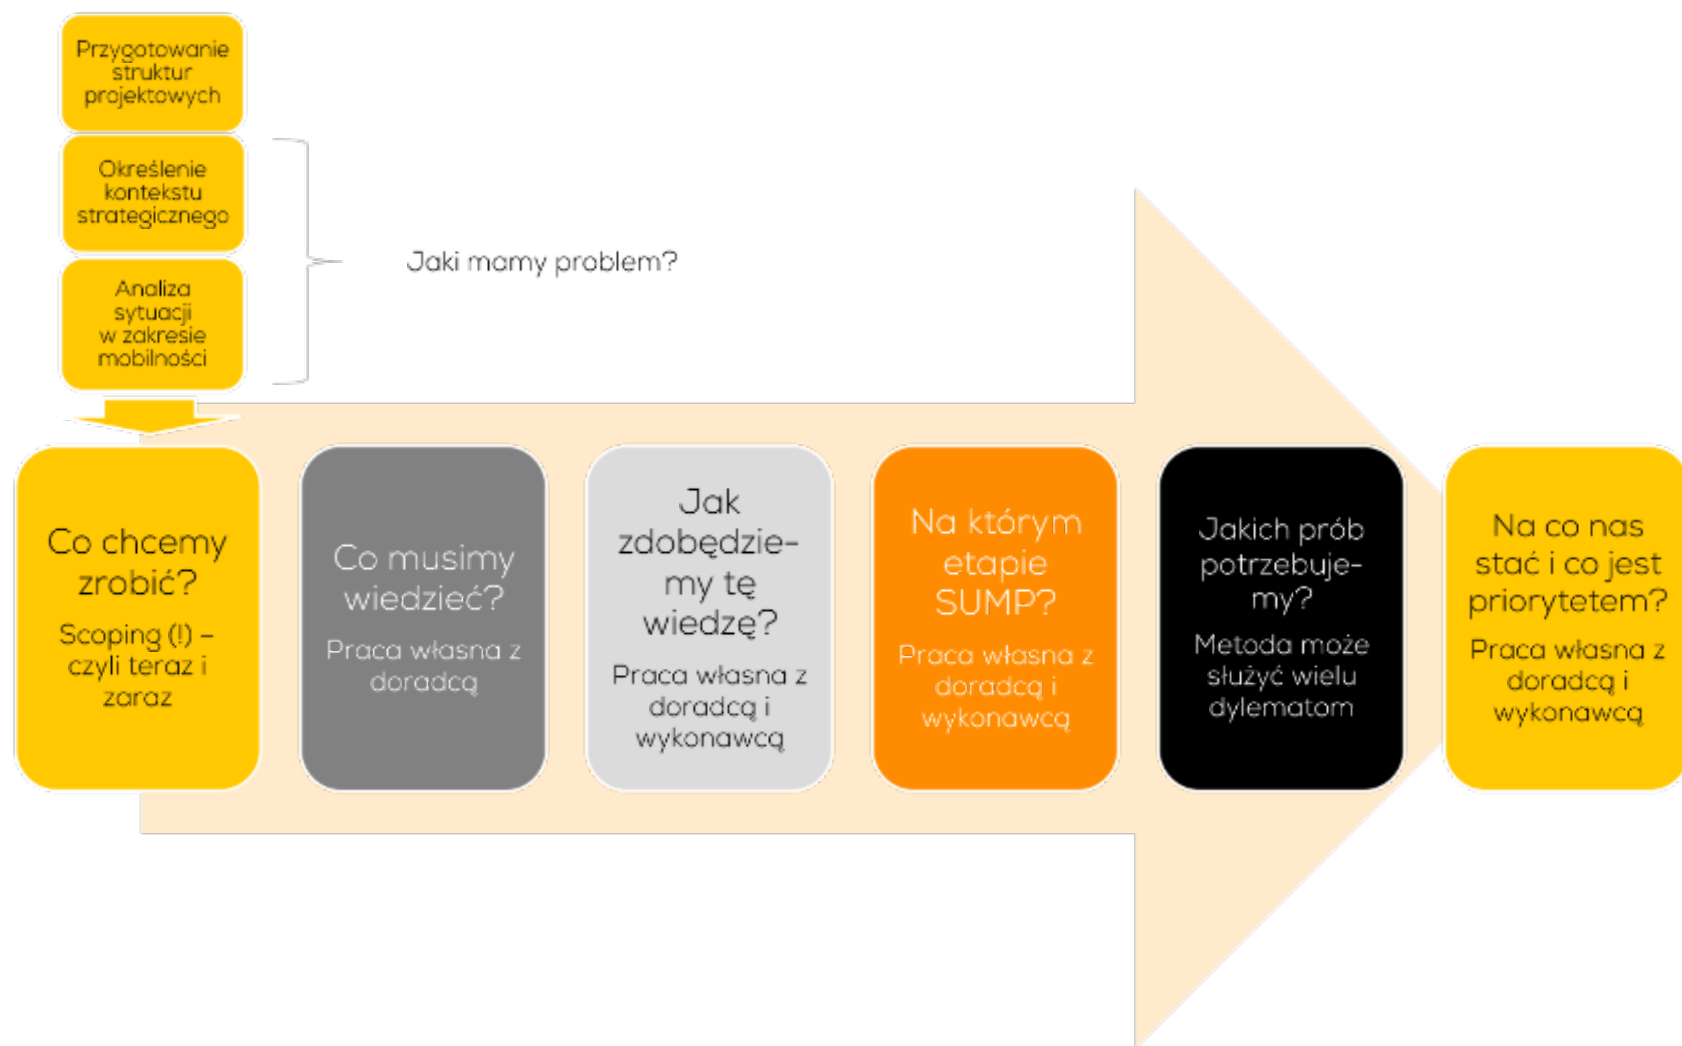 Przygotowanie
struktur
projektowych
Określenie
kontekstu
strategicznego
Analiza
sytuacji
w zakresie
mobilności
Jaki mamy problem?
Co chcemy
zrobić?
Scoping (!) –
czyli teraz i
zaraz
Co musimy
wiedzieć?
Praca własna z
doradcą
Jak
zdobędzie-
my tę
wiedzę?
Praca własna z
doradcą i
wykonawcą
Na którym
etapie
SUMP?
Praca własna z
doradcą i
wykonawcą
Jakich prób
potrzebuje-
my?
Metoda może
służyć wielu
dylematom
Na co nas
stać i co jest
priorytetem?
Praca własna z
doradcą i
wykonawcą